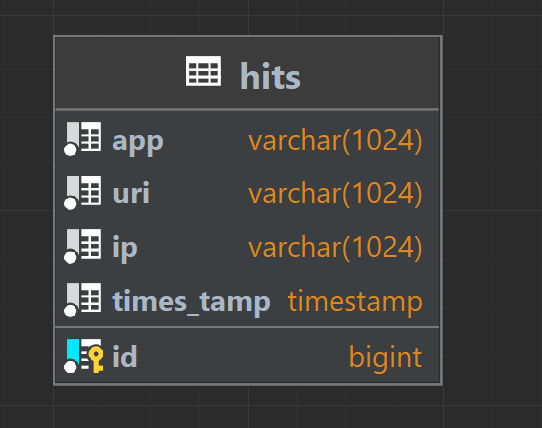 hits
app varchar(1024)
uri varchar(1024)
ip varchar(1024)
times_tamp timestamp
id bigint